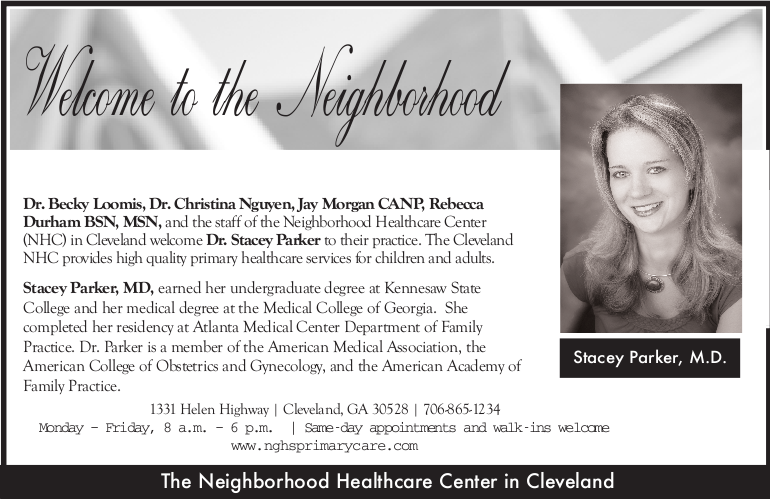 Welcome to the Neighborhood
Dr. Becky Loomis, Dr. Christina Nguyen, Jay Morgan CANP, Rebecca
Durham BSN, MSN, and the staff of the Neighborhood Healthcare Center
(NHC) in Cleveland welcome Dr. Stacey Parker to their practice. The Cleveland
NHC provides high quality primary healthcare services for children and adults.
Stacey Parker, MD, earned her undergraduate degree at Kennesaw State
College and her medical degree at the Medical College of Georgia. She
completed her residency at Atlanta Medical Center Department of Family
Practice. Dr. Parker is a member of the American Medical Association, the
American College of Obstetrics and Gynecology, and the American Academy of
Family Practice.
Stacey Parker, M.D.
1331 Helen Highway | Cleveland, GA 30528 | 706-865-1234
Monday – Friday, 8 a.m. – 6 p.m. | Same-day appointments and walk-ins welcome
www.nghsprimarycare.com
The Neighborhood Healthcare Center in Cleveland